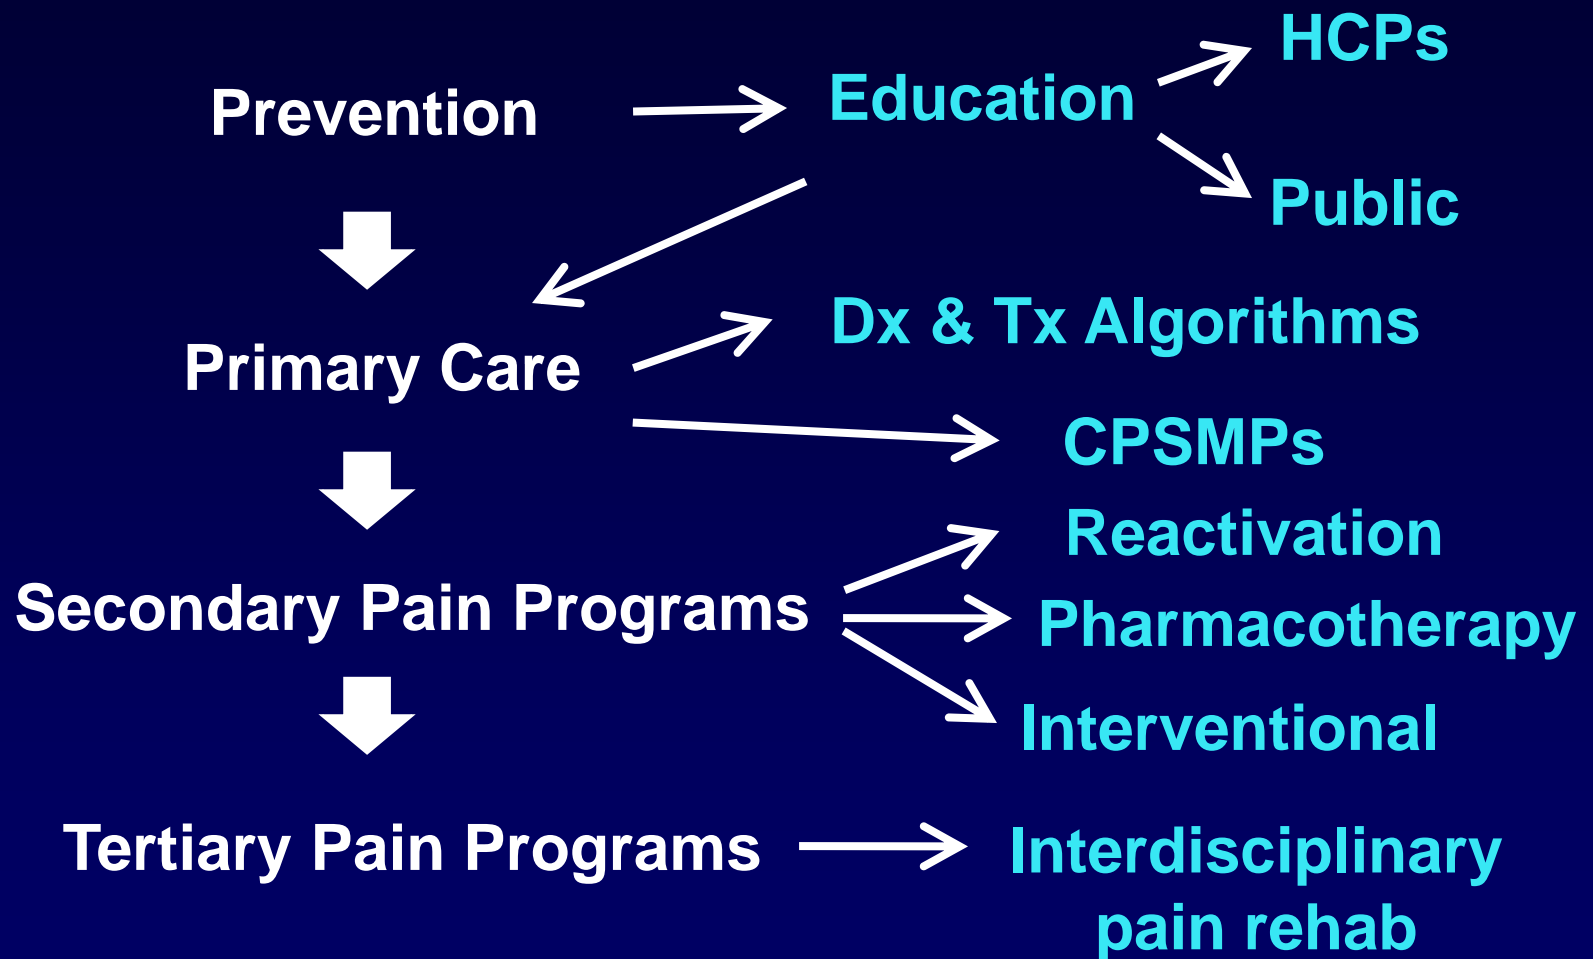 HCPs
Prevention
Education
Public
Primary Care
Dx & Tx Algorithms
CPSMPs
Secondary Pain Programs
Reactivation
Pharmacotherapy
Interventional
Tertiary Pain Programs
Interdisciplinary
pain rehab